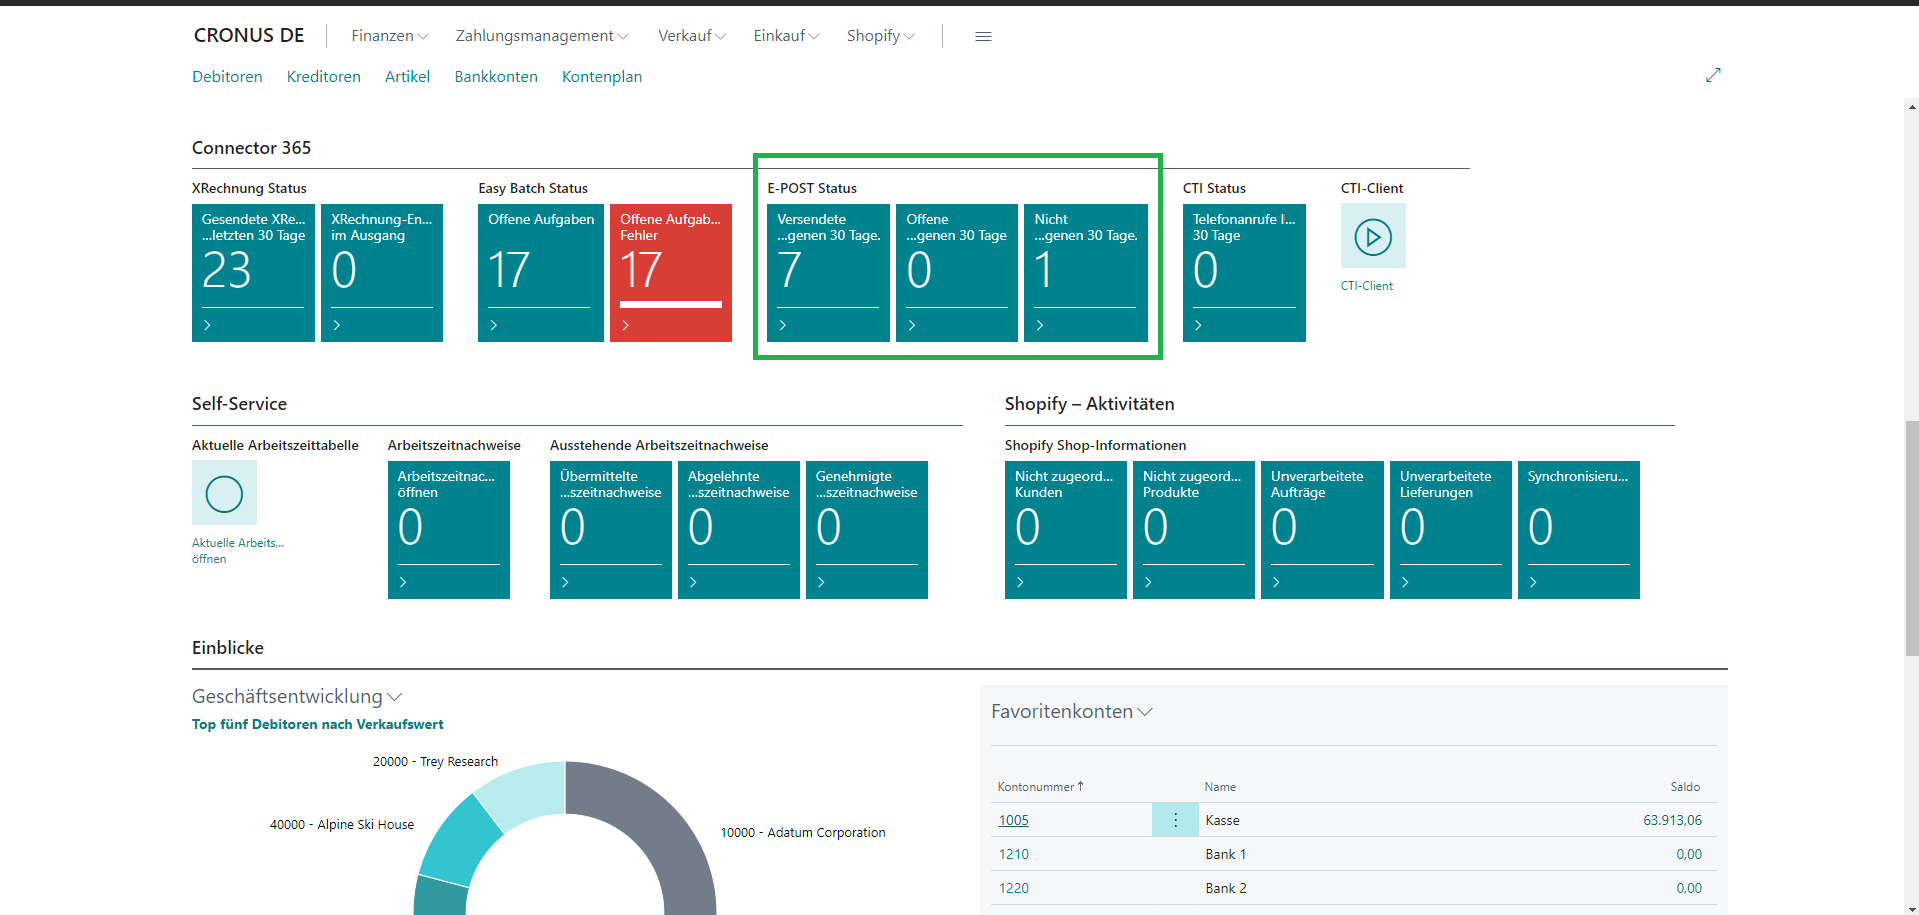 CRONUS DE
Finanzen
Zahlungsmanagement
Verkauf
Einkauf
Shopify
Debitoren
Kreditoren
Artikel
Bankkonten
Kontenplan
Connector 365
XRechnung Status
Gesendete XRe...
...letzten 30 Tage
23
XRechnung-En...
im Ausgang
0
Easy Batch Status
Offene Aufgaben
17
Offene Aufgab...
Fehler
17
E-POST Status
Versendete
...genen 30 Tage.
7
Offene
...genen 30 Tage
0
Nicht
...genen 30 Tage.
1
CTI Status
Telefonanrufe l...
30 Tage
0
CTI-Client
CTI-Client
Self-Service
Aktuelle Arbeitszeittabelle
Aktuelle Arbeits...
öffnen
Arbeitszeitnachweise
Arbeitszeitnac...
öffnen
0
Ausstehende Arbeitszeitnachweise
Übermittelte
...szeitnachweise
0
Abgelehnte
...szeitnachweise
0
Genehmigte
...szeitnachweise
0
Shopify – Aktivitäten
Shopify Shop-Informationen
Nicht zugeord...
Kunden
0
Nicht zugeord...
Produkte
0
Unverarbeitete
Aufträge
0
Unverarbeitete
Lieferungen
0
Synchronisieru...
0
Einblicke
Geschäftsentwicklung
Top fünf Debitoren nach Verkaufswert
20000 - Trey Research
40000 - Alpine Ski House
10000 - Adatum Corporation
Favoritenkonten
Kontonummer↑ Name Saldo
1005 Kasse 63.913,06
1210 Bank 1 0,00
1220 Bank 2 0,00